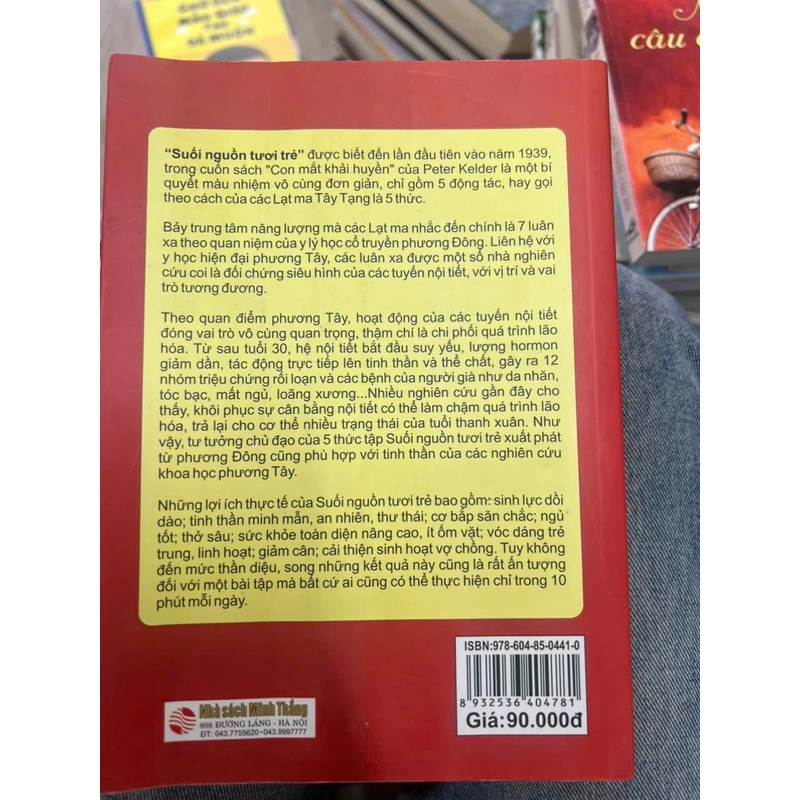 “Suối nguồn tươi trẻ” được biết đến lần đầu tiên vào năm 1939,
trong cuốn sách "Con mắt khải huyền" của Peter Kelder là một bí
quyết màu nhiệm vô cùng đơn giản, chỉ gồm 5 động tác, hay gọi
theo cách của các Lạt ma Tây Tạng là 5 thức.
Bảy trung tâm năng lượng mà các Lạt ma nhắc đến chính là 7 luân
xa theo quan niệm của y lý học cổ truyền phương Đông. Liên hệ với
y học hiện đại phương Tây, các luân xa được một số nhà nghiên
cứu coi là đối chứng siêu hình của các tuyến nội tiết, với vị trí và vai
trò tương đương.
Theo quan điểm phương Tây, hoạt động của các tuyến nội tiết
đóng vai trò vô cùng quan trọng, thậm chí là chi phối quá trình lão
hóa. Từ sau tuổi 30, hệ nội tiết bắt đầu suy yếu, lượng hormon
giảm dần, tác động trực tiếp lên tinh thần và thể chất, gây ra 12
nhóm triệu chứng rối loạn và các bệnh của người già như da nhăn,
tóc bạc, mất ngủ, loãng xương...Nhiều nghiên cứu gần đây cho
thấy, khôi phục sự cân bằng nội tiết có thể làm chậm quá trình lão
hóa, trả lại cho cơ thể nhiều trạng thái của tuổi thanh xuân. Như
vậy, tư tưởng chủ đạo của 5 thức tập Suối nguồn tươi trẻ xuất phát
từ phương Đông cũng phù hợp với tinh thần của các nghiên cứu
khoa học phương Tây.
Những lợi ích thực tế của Suối nguồn tươi trẻ bao gồm: sinh lực dồi
dào; tinh thần minh mẫn, an nhiên, thư thái; cơ bắp săn chắc; ngủ
tốt; thở sâu; sức khỏe toàn diện nâng cao, ít ốm vặt; vóc dáng trẻ
trung, linh hoạt; giảm cân; cải thiện sinh hoạt vợ chồng. Tuy không
đến mức thần diệu, song những kết quả này cũng là rất ấn tượng
đối với một bài tập mà bất cứ ai cũng có thể thực hiện chỉ trong 10
phút mỗi ngày.
ISBN:978-604-85-0441-0
8 932536 404781
Giá:90.000đ
Nhà sách Minh Thắng
808 ĐƯỜNG LÁNG - HÀ NỘI
ĐT: 043.7755620-043.9997777
câu